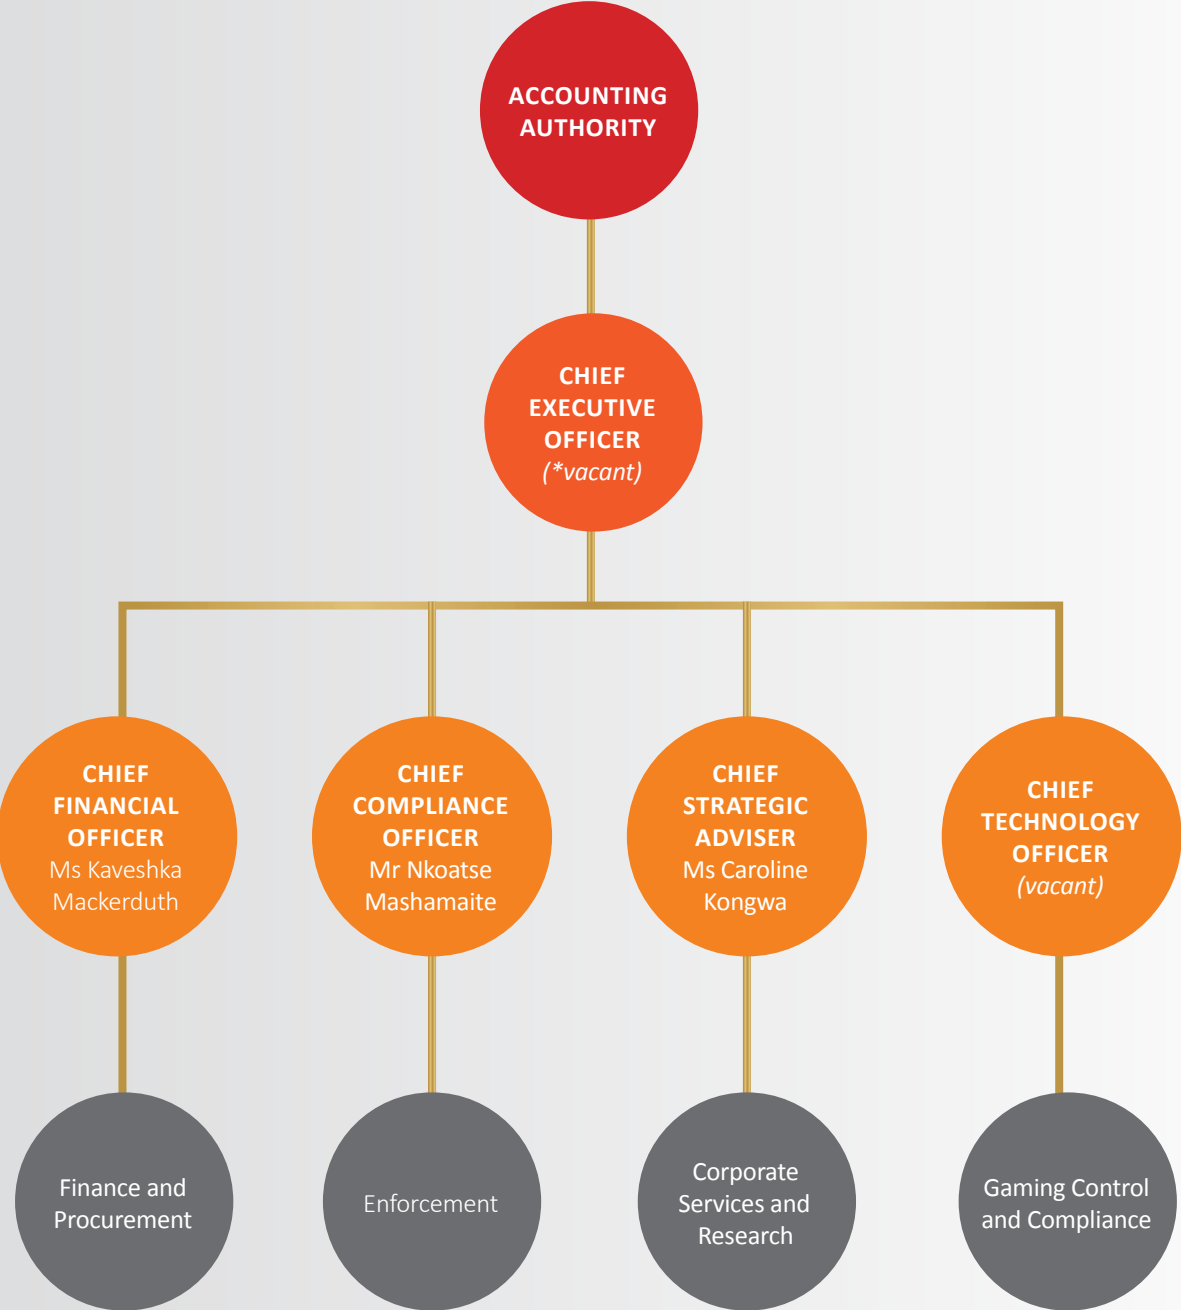 ACCOUNTING
AUTHORITY
CHIEF
EXECUTIVE
OFFICER
(*vacant)
CHIEF
FINANCIAL
OFFICER
Ms Kaveshka
Mackerduth
CHIEF
COMPLIANCE
OFFICER
Mr Nkoatse
Mashamaite
CHIEF
STRATEGIC
ADVISER
Ms Caroline
Kongwa
CHIEF
TECHNOLOGY
OFFICER
(vacant)
Finance and
Procurement
Enforcement
Corporate
Services and
Research
Gaming Control
and Compliance